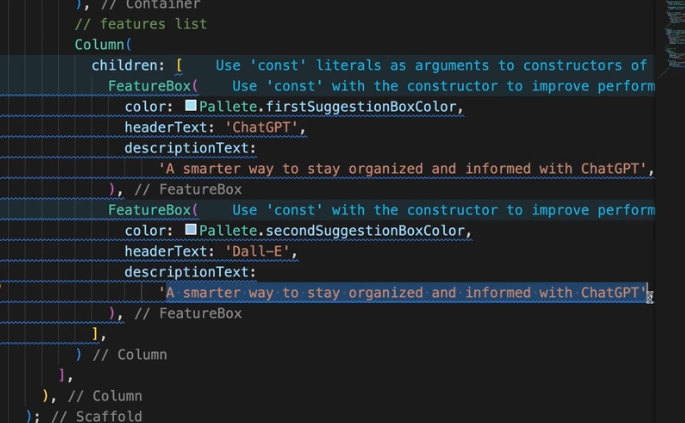 ), // Container
// features list
Column(
children: [ Use 'const' literals as arguments to constructors of
FeatureBox( Use 'const' with the constructor to improve perform
color: Pallete.firstSuggestionBoxColor,
headerText: 'ChatGPT',
descriptionText:
'A smarter way to stay organized and informed with ChatGPT',
), // FeatureBox
FeatureBox( Use 'const' with the constructor to improve perform
color: Pallete.secondSuggestionBoxColor,
headerText: 'Dall-E',
descriptionText:
'A smarter way to stay organized and informed with ChatGPT'
), // FeatureBox
],
) // Column
],
), // Column
); // Scaffold